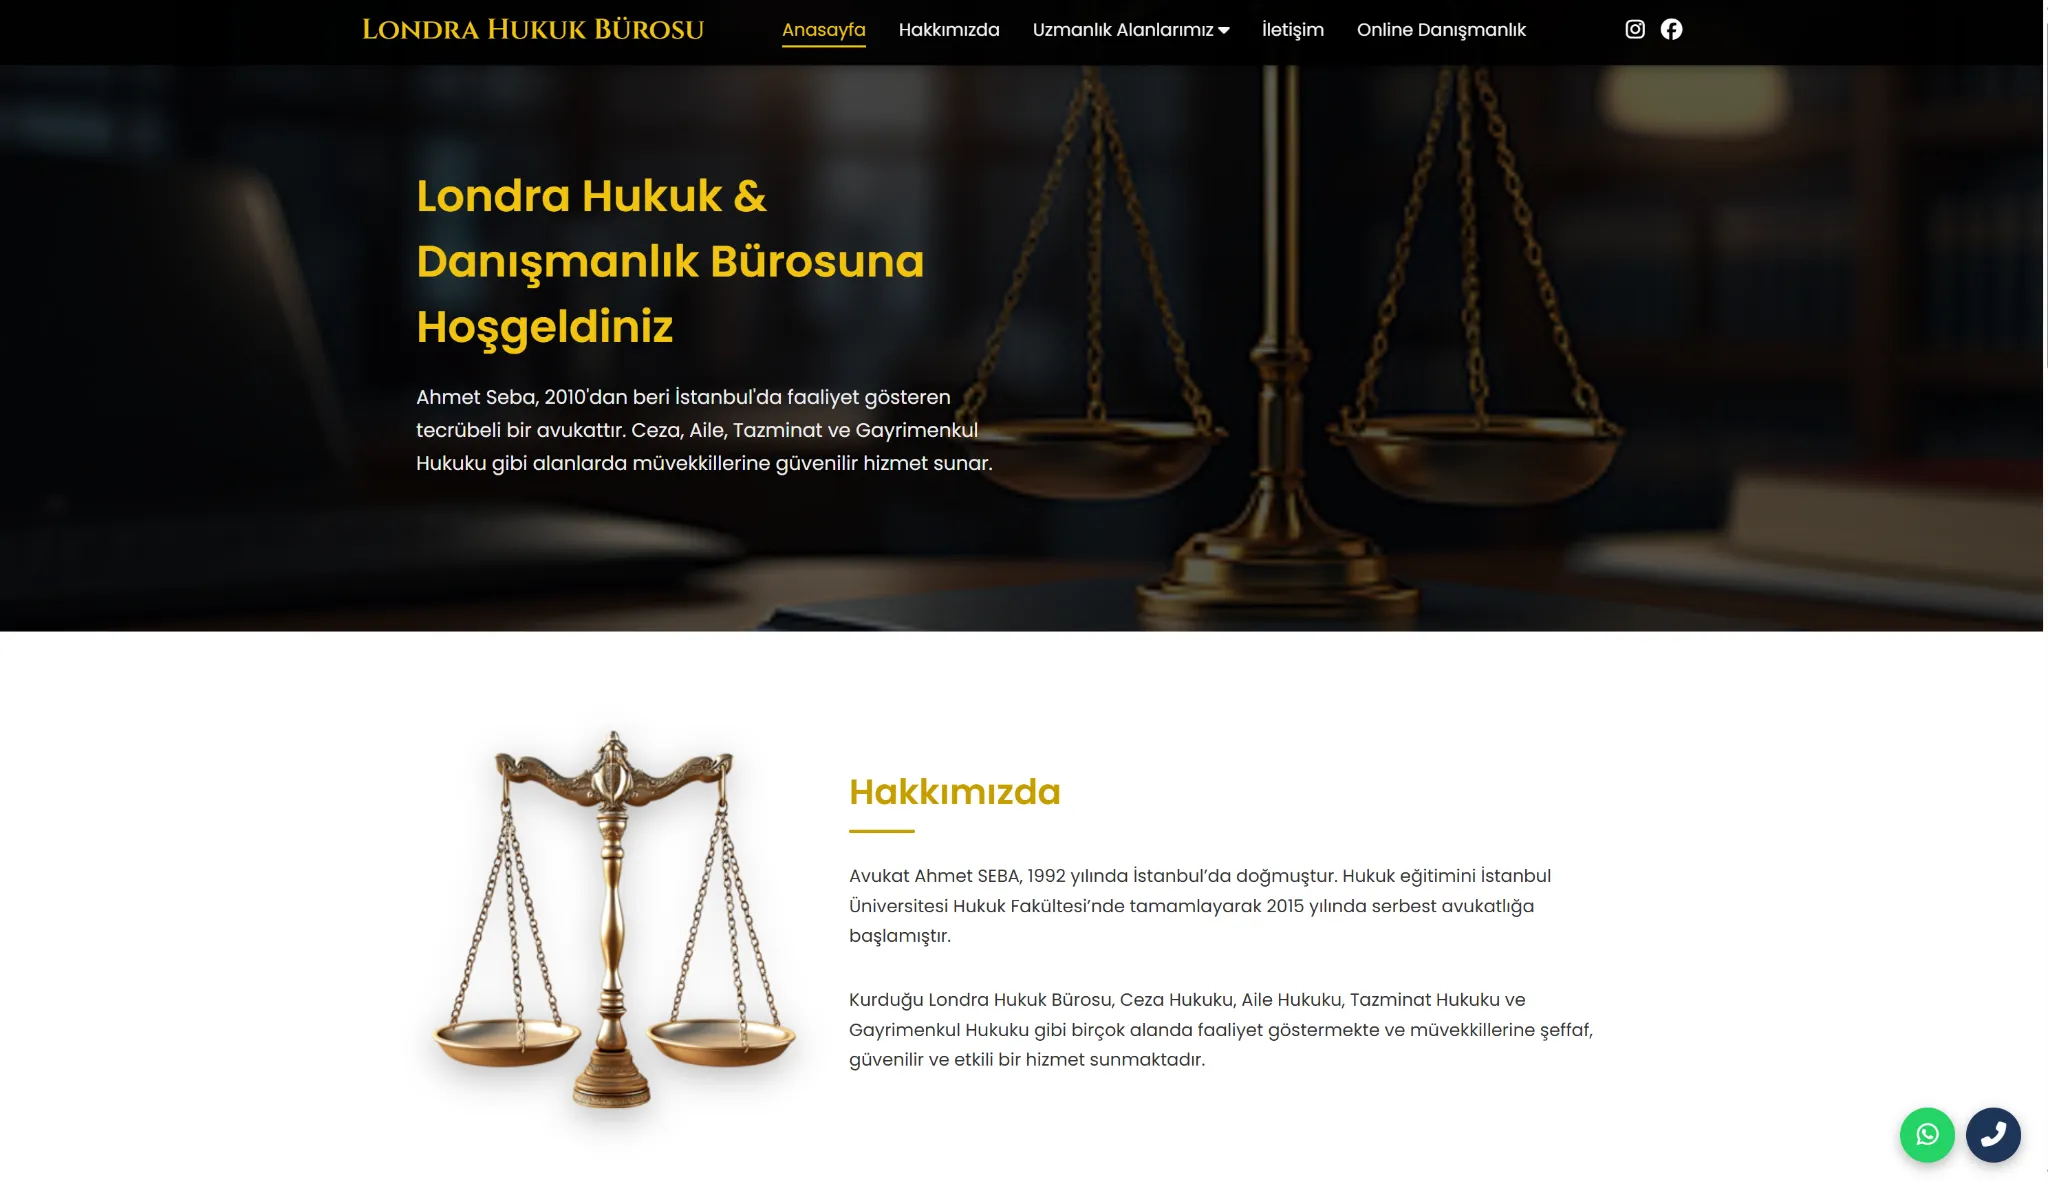 LONDRA HUKUK BÜROSU
Anasayfa
Hakkımızda
Uzmanlık Alanlarımız
İletişim
Online Danışmanlık
Londra Hukuk &
Danışmanlık Bürosuna
Hoşgeldiniz
Ahmet Seba, 2010'dan beri İstanbul'da faaliyet gösteren
tecrübeli bir avukattır. Ceza, Aile, Tazminat ve Gayrimenkul
Hukuku gibi alanlarda müvekkillerine güvenilir hizmet sunar.
Hakkımızda
Avukat Ahmet SEBA, 1992 yılında İstanbul’da doğmuştur. Hukuk eğitimini İstanbul
Üniversitesi Hukuk Fakültesi’nde tamamlayarak 2015 yılında serbest avukatlığa
başlamıştır.
Kurduğu Londra Hukuk Bürosu, Ceza Hukuku, Aile Hukuku, Tazminat Hukuku ve
Gayrimenkul Hukuku gibi birçok alanda faaliyet göstermekte ve müvekkillerine şeffaf,
güvenilir ve etkili bir hizmet sunmaktadır.